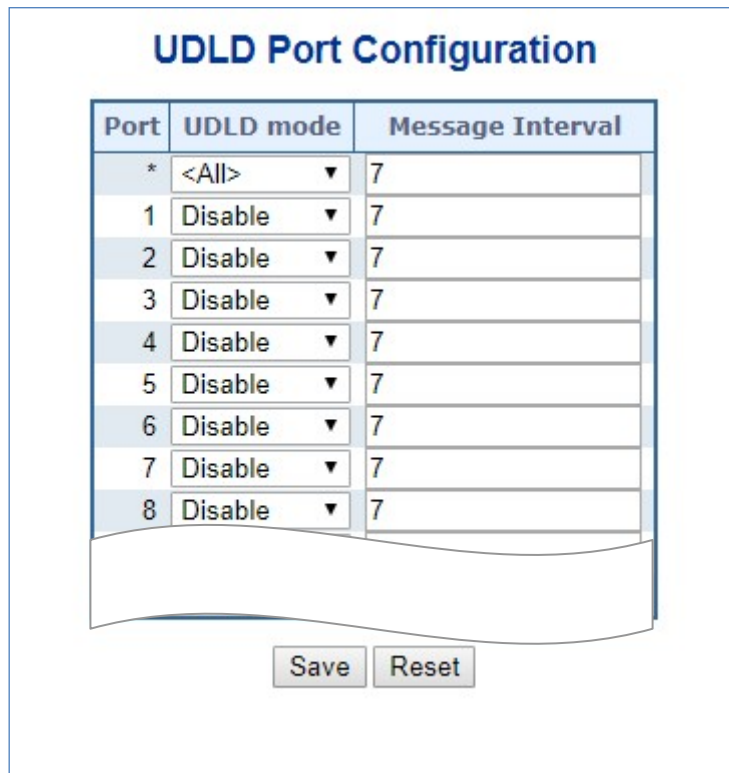 UDLD Port Configuration
Port UDLD mode Message Interval
* <All> 7
1 Disable 7
2 Disable 7
3 Disable 7
4 Disable 7
5 Disable 7
6 Disable 7
7 Disable 7
8 Disable 7
Save Reset